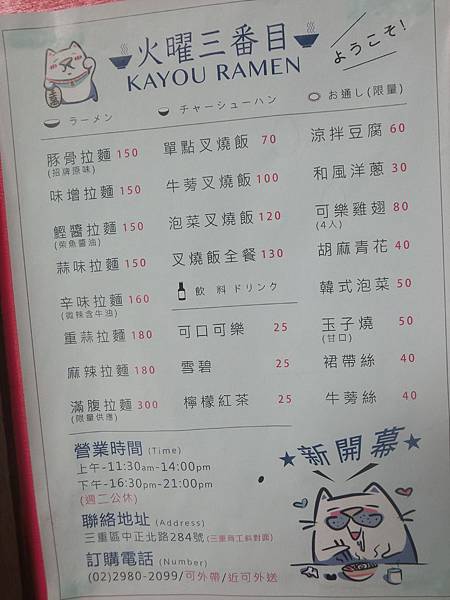 火曜三番目
KAYOU RAMEN
ようこそ!
ラーメン
豚骨拉麵 150
(招牌原味)
味增拉麵 150
鰹醬拉麵 150
(柴魚醬油)
蒜味拉麵 150
辛味拉麵 160
(微辣含牛油)
重蒜拉麵 180
麻辣拉麵 180
滿腹拉麵 300
(限量供應)
チャーシューハン
單點叉燒飯 70
牛蒡叉燒飯 100
泡菜叉燒飯 120
叉燒飯全餐 130
飲 料 ドリンク
可口可樂 25
雪碧 25
檸檬紅茶 25
お通し(限量)
涼拌豆腐 60
和風洋蔥 30
可樂雞翅 80
(4入)
胡麻青花 40
韓式泡菜 50
玉子燒 50
(甘口)
裙帶絲 40
牛蒡絲 40
營業時間 (Time)
上午-11:30am-14:00pm
下午-16:30pm-21:00pm
(週二公休)
聯絡地址 (Address)
三重區中正北路284號(三重商工斜對面)
訂購電話 (Number)
(02)2980-2099/可外帶/近可外送
★新開幕★